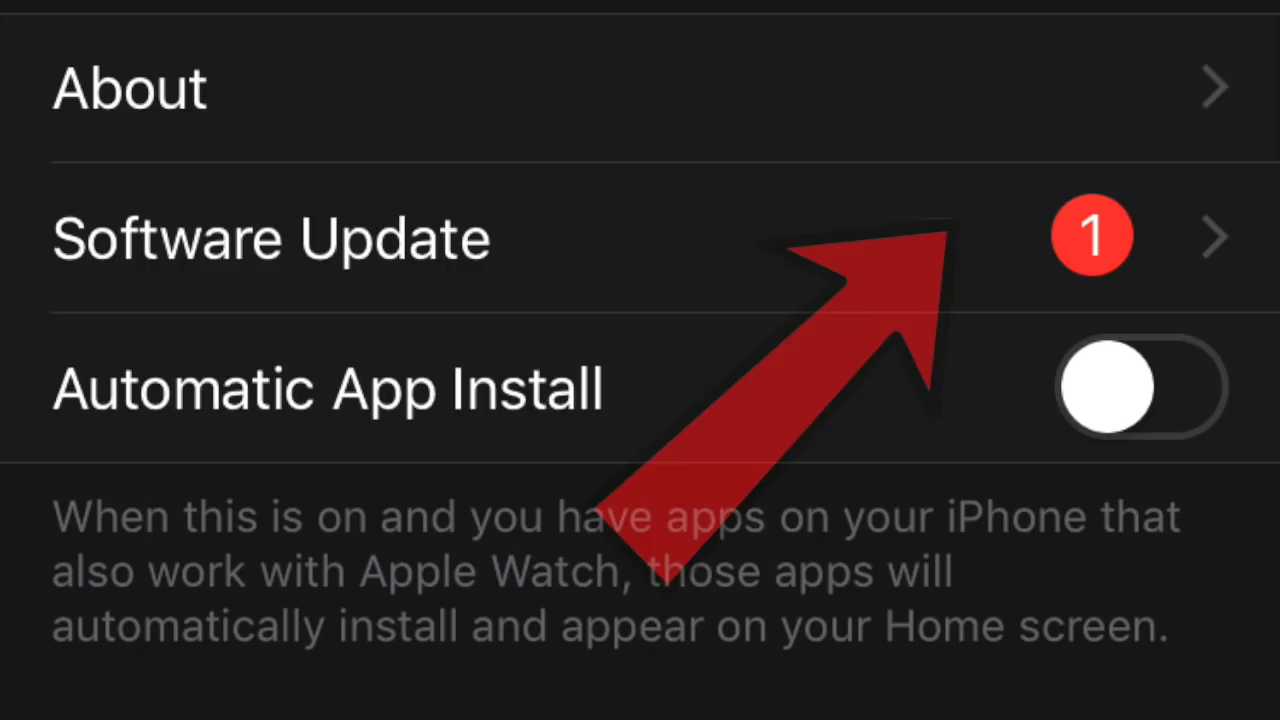 About
Software Update 1
Automatic App Install
When this is on and you have apps on your iPhone that
also work with Apple Watch, those apps will
automatically install and appear on your Home screen.